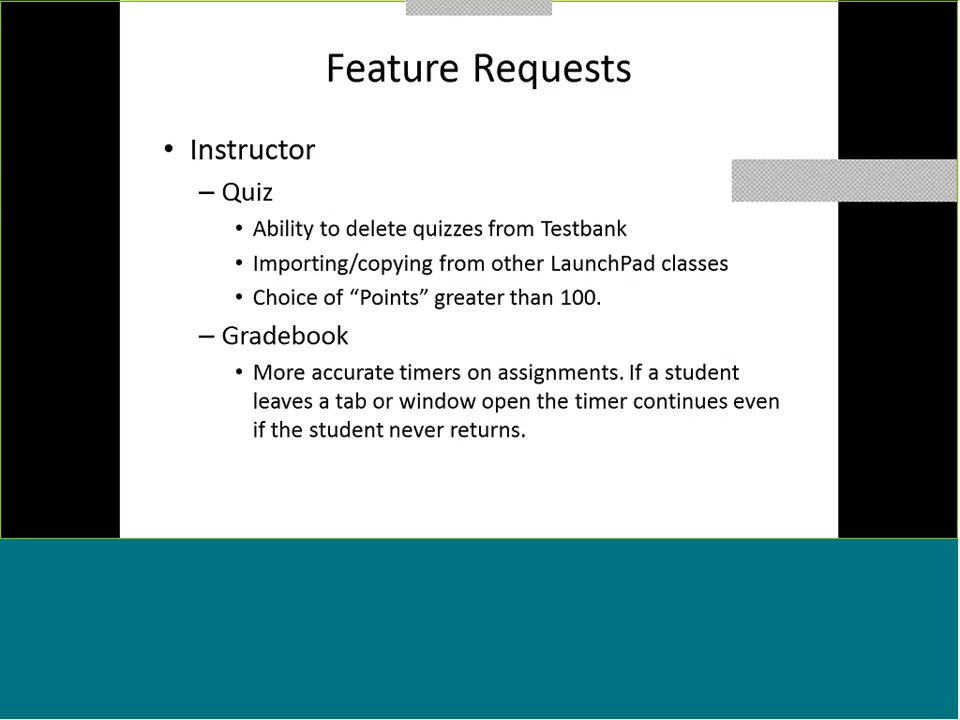 Feature Requests
• Instructor
– Quiz
• Ability to delete quizzes from Testbank
• Importing/copying from other LaunchPad classes
• Choice of “Points” greater than 100.
– Gradebook
• More accurate timers on assignments. If a student
leaves a tab or window open the timer continues even
if the student never returns.